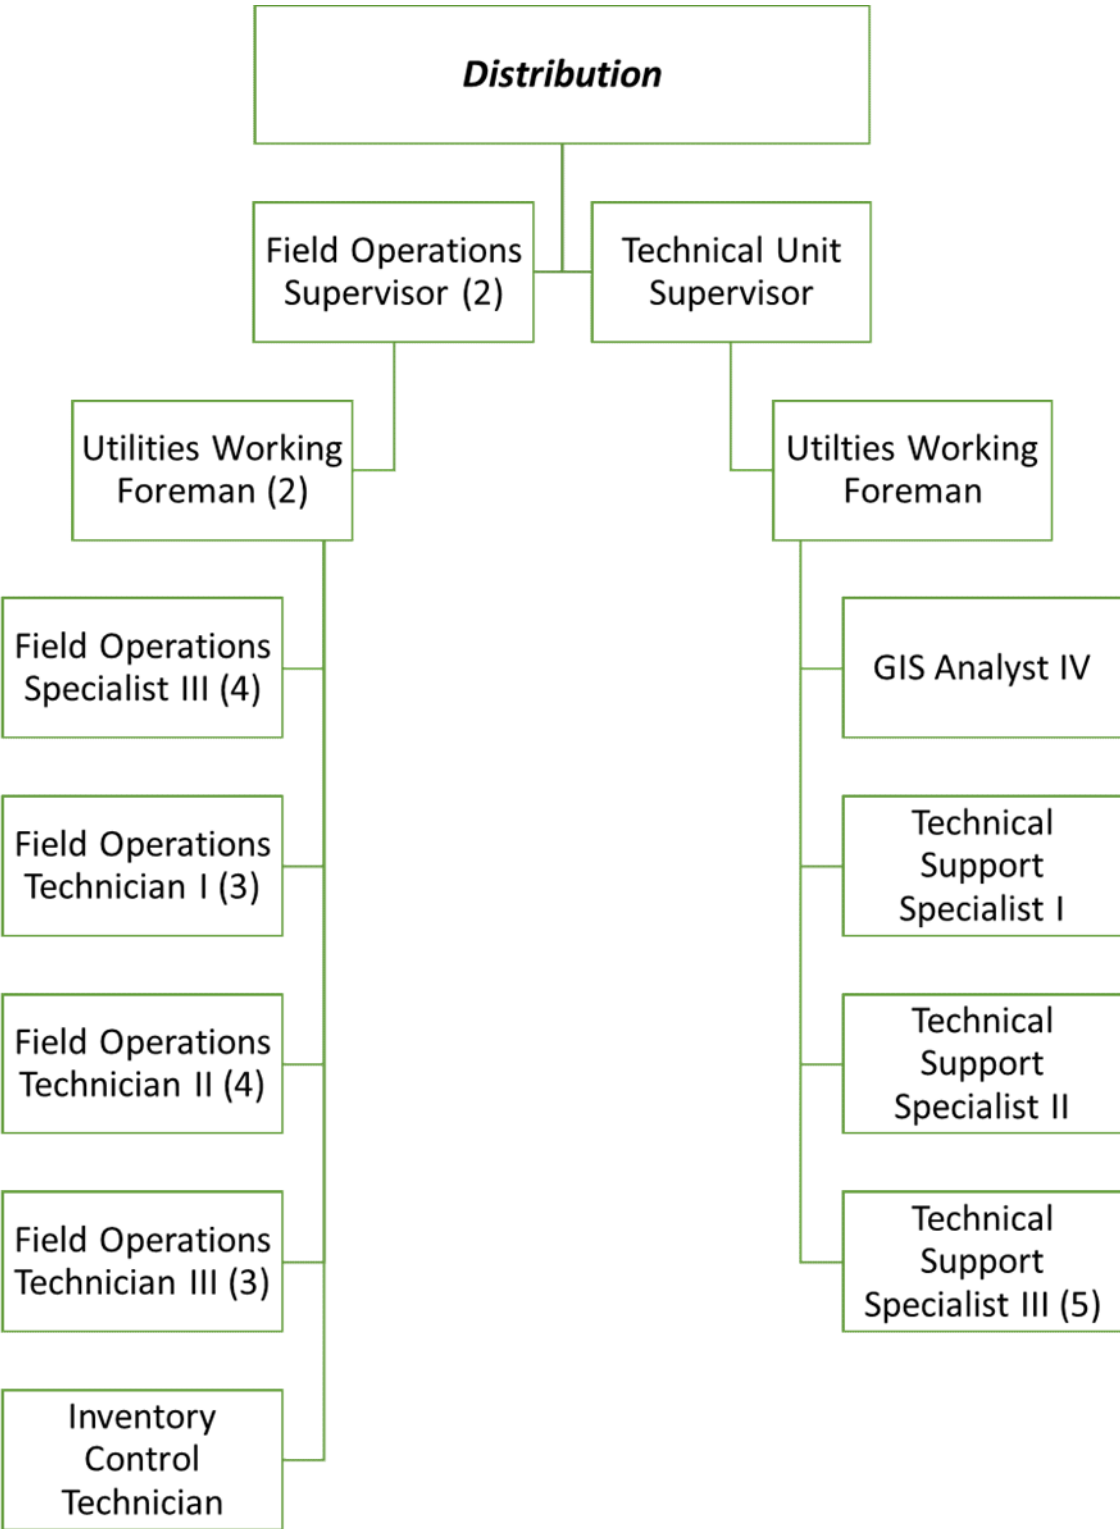 Distribution
Field Operations
Supervisor (2)
Technical Unit
Supervisor
Utilities Working
Foreman (2)
Utilties Working
Foreman
Field Operations
Specialist III (4)
GIS Analyst IV
Field Operations
Technician I (3)
Technical
Support
Specialist I
Field Operations
Technician II (4)
Technical
Support
Specialist II
Field Operations
Technician III (3)
Technical
Support
Specialist III (5)
Inventory
Control
Technician